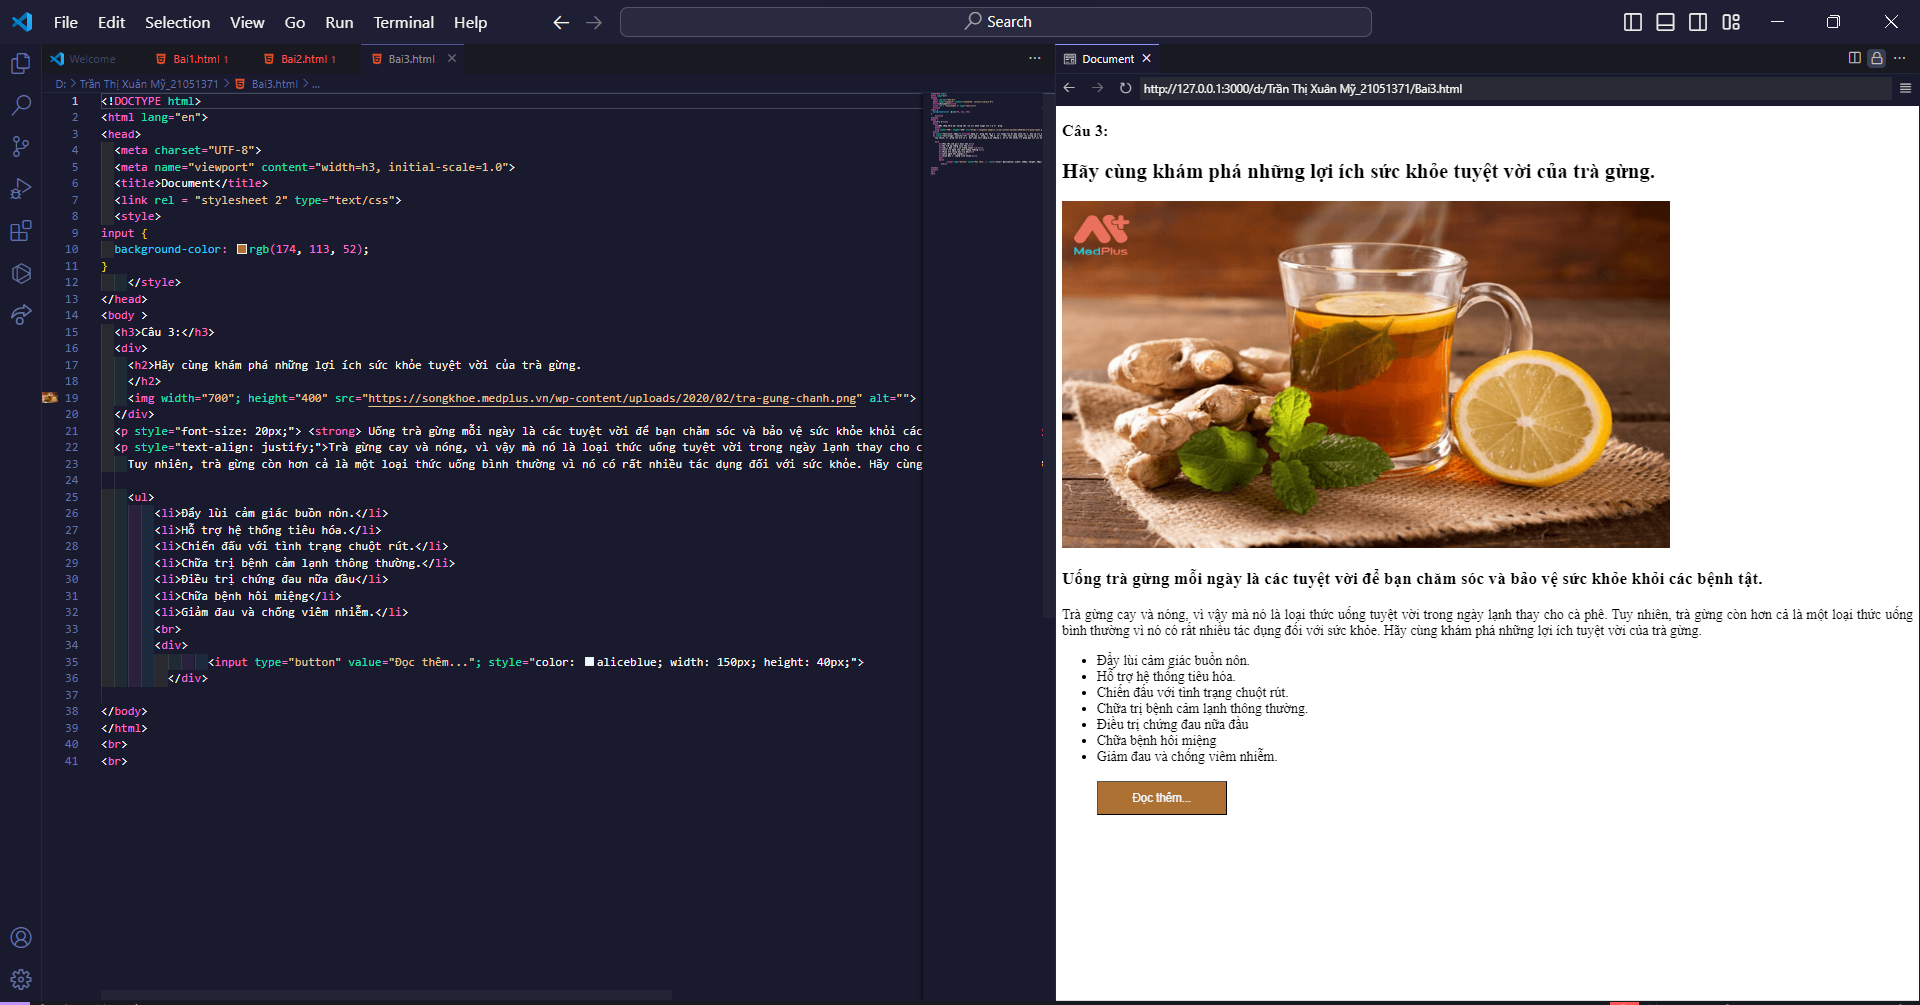 File Edit Selection View Go Run Terminal Help
Search
Welcome
Bai1.html 1
Bai2.html 1
Bai3.html
D: > Trần Thị Xuân Mỹ_21051371 > Bai3.html > ...
1 <!DOCTYPE html>
2 <html lang="en">
3 <head>
4 <meta charset="UTF-8">
5 <meta name="viewport" content="width=h3, initial-scale=1.0">
6 <title>Document</title>
7 <link rel = "stylesheet 2" type="text/css">
8 <style>
9 input {
10 background-color: rgb(174, 113, 52);
11 }
12 </style>
13 </head>
14 <body >
15 <h3>Câu 3:</h3>
16 <div>
17 <h2>Hãy cùng khám phá những lợi ích sức khỏe tuyệt vời của trà gừng.
18 </h2>
19 <img width="700"; height="400" src="https://songkhoe.medplus.vn/wp-content/uploads/2020/02/tra-gung-chanh.png" alt="">
20 </div>
21 <p style="font-size: 20px;"> <strong> Uống trà gừng mỗi ngày là các tuyệt vời để bạn chăm sóc và bảo vệ sức khỏe khỏi các
22 <p style="text-align: justify;">Trà gừng cay và nóng, vì vậy mà nó là loại thức uống tuyệt vời trong ngày lạnh thay cho c
23 Tuy nhiên, trà gừng còn hơn cả là một loại thức uống bình thường vì nó có rất nhiều tác dụng đối với sức khỏe. Hãy cùng
24
25 <ul>
26 <li>Đẩy lùi cảm giác buồn nôn.</li>
27 <li>Hỗ trợ hệ thống tiêu hóa.</li>
28 <li>Chiến đấu với tình trạng chuột rút.</li>
29 <li>Chữa trị bệnh cảm lạnh thông thường.</li>
30 <li>Điều trị chứng đau nữa đầu</li>
31 <li>Chữa bệnh hôi miệng</li>
32 <li>Giảm đau và chống viêm nhiễm.</li>
33 <br>
34 <div>
35 <input type="button" value="Đọc thêm..."; style="color: aliceblue; width: 150px; height: 40px;">
36 </div>
37
38 </body>
39 </html>
40 <br>
41 <br>
Document
http://127.0.0.1:3000/d:/Trần Thị Xuân Mỹ_21051371/Bai3.html
Câu 3:
Hãy cùng khám phá những lợi ích sức khỏe tuyệt vời của trà gừng.
MedPlus
Uống trà gừng mỗi ngày là các tuyệt vời để bạn chăm sóc và bảo vệ sức khỏe khỏi các bệnh tật.
Trà gừng cay và nóng, vì vậy mà nó là loại thức uống tuyệt vời trong ngày lạnh thay cho cà phê. Tuy nhiên, trà gừng còn hơn cả là một loại thức uống
bình thường vì nó có rất nhiều tác dụng đối với sức khỏe. Hãy cùng khám phá những lợi ích tuyệt vời của trà gừng.
Đẩy lùi cảm giác buồn nôn.
Hỗ trợ hệ thống tiêu hóa.
Chiến đấu với tình trạng chuột rút.
Chữa trị bệnh cảm lạnh thông thường.
Điều trị chứng đau nữa đầu
Chữa bệnh hôi miệng
Giảm đau và chống viêm nhiễm.
Đọc thêm...